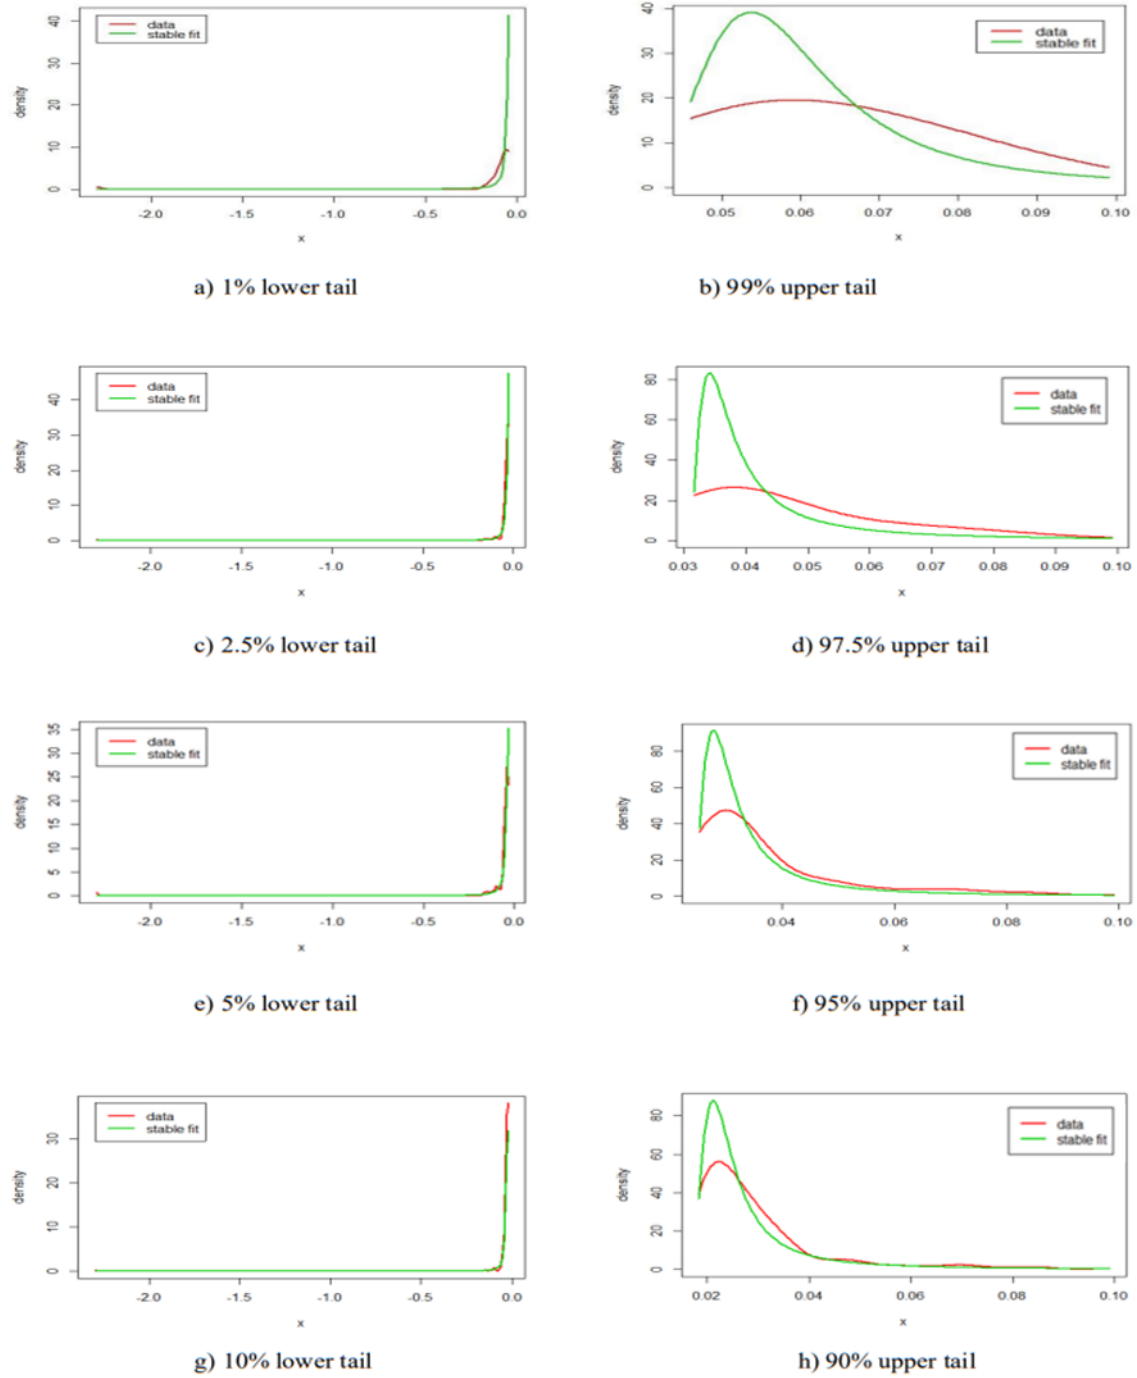 data
stable fit
density
0
10
20
30
40
-2.0
-1.5
-1.0
-0.5
0.0
x
a) 1% lower tail
data
stable fit
density
0
10
20
30
40
0.05
0.06
0.07
0.08
0.09
0.10
x
b) 99% upper tail
data
stable fit
density
0
10
20
30
40
-2.0
-1.5
-1.0
-0.5
0.0
x
c) 2.5% lower tail
data
stable fit
density
0
20
40
60
80
0.03
0.04
0.05
0.06
0.07
0.08
0.09
0.10
x
d) 97.5% upper tail
data
stable fit
density
0
5
10
15
20
25
35
-2.0
-1.5
-1.0
-0.5
0.0
x
e) 5% lower tail
data
stable fit
density
0
20
40
60
80
0.04
0.06
0.08
0.10
x
f) 95% upper tail
data
stable fit
density
0
10
30
-2.0
-1.5
-1.0
-0.5
0.0
x
g) 10% lower tail
data
stable fit
density
0
20
40
60
80
0.02
0.04
0.06
0.08
0.10
x
h) 90% upper tail